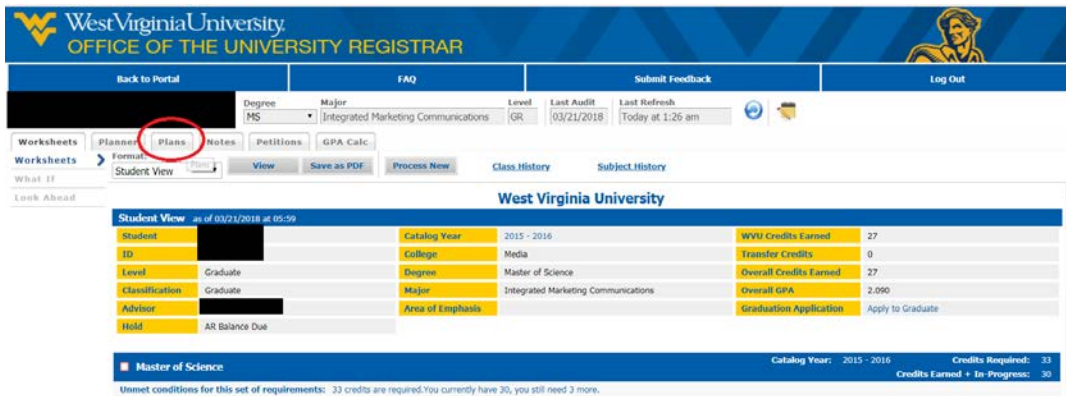 WestVirginiaUniversity.
OFFICE OF THE UNIVERSITY REGISTRAR
Back to Portal FAQ Submit Feedback Log Out
Degree Major Level Last Audit Last Refresh
MS Integrated Marketing Communications GR 03/21/2018 Today at 1:26 am
Worksheets Planner Plans Notes Petitions GPA Calc
Worksheets Format:
Student View View Save as PDF Process New Class History Subject History
What If
Look Ahead
West Virginia University
Student View as of 03/21/2018 at 05:59
Student Catalog Year 2015 - 2016 WVU Credits Earned 27
ID College Media Transfer Credits 0
Level Graduate Degree Master of Science Overall Credits Earned 27
Classification Graduate Major Integrated Marketing Communications Overall GPA 2.090
Advisor Area of Emphasis Graduation Application Apply to Graduate
Hold AR Balance Due
Master of Science Catalog Year: 2015 - 2016 Credits Required: 33
Credits Earned + In-Progress: 30
Unmet conditions for this set of requirements: 33 credits are required.You currently have 30, you still need 3 more.